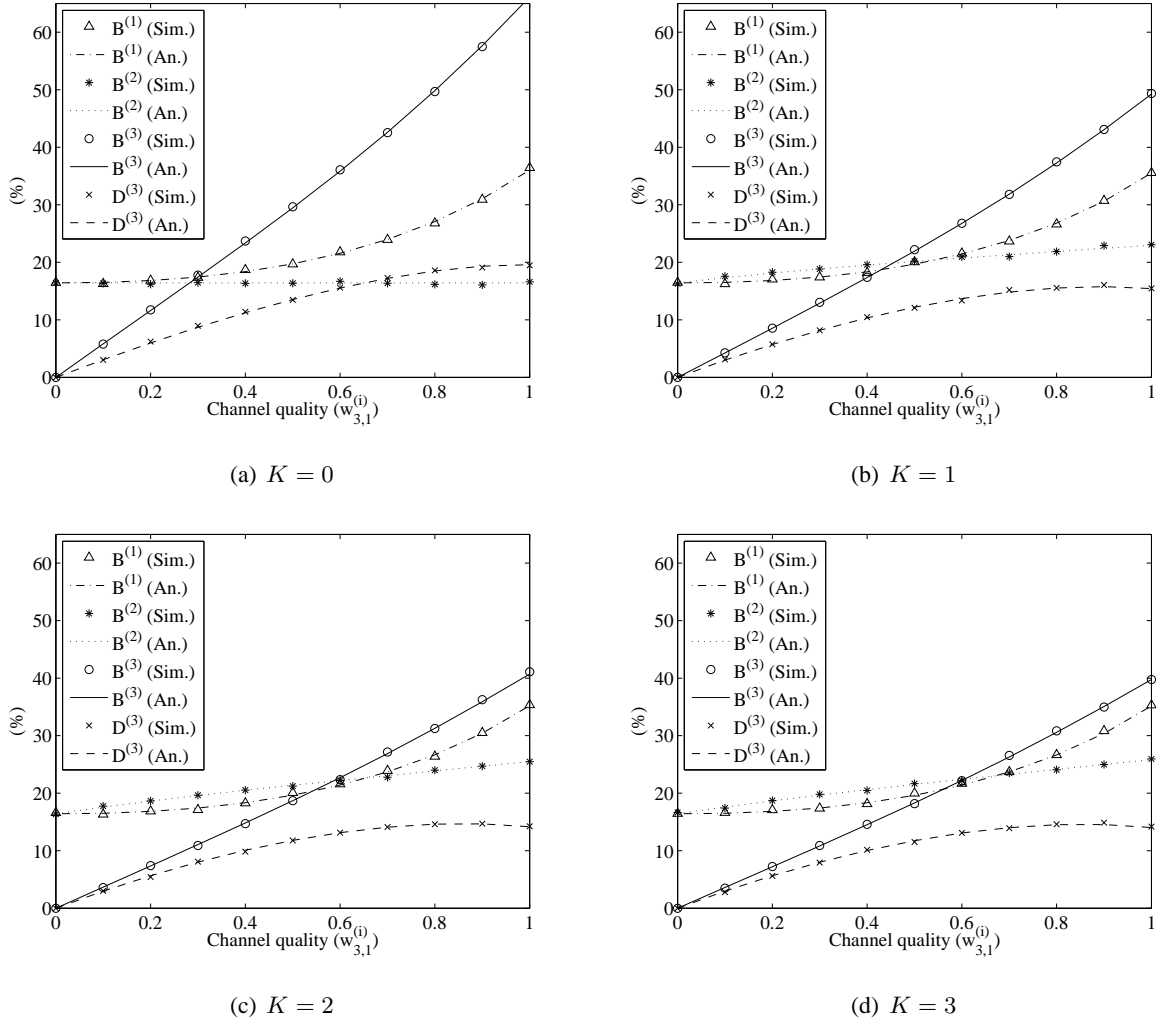 60
50
40
30
20
10
0
(%)
B^(1) (Sim.)
B^(1) (An.)
B^(2) (Sim.)
B^(2) (An.)
B^(3) (Sim.)
B^(3) (An.)
D^(3) (Sim.)
D^(3) (An.)
0 0.2 0.4 0.6 0.8 1
Channel quality (w_{3,1}^{(i)})
(a) K = 0
60
50
40
30
20
10
0
(%)
B^(1) (Sim.)
B^(1) (An.)
B^(2) (Sim.)
B^(2) (An.)
B^(3) (Sim.)
B^(3) (An.)
D^(3) (Sim.)
D^(3) (An.)
0 0.2 0.4 0.6 0.8 1
Channel quality (w_{3,1}^{(i)})
(b) K = 1
60
50
40
30
20
10
0
(%)
B^(1) (Sim.)
B^(1) (An.)
B^(2) (Sim.)
B^(2) (An.)
B^(3) (Sim.)
B^(3) (An.)
D^(3) (Sim.)
D^(3) (An.)
0 0.2 0.4 0.6 0.8 1
Channel quality (w_{3,1}^{(i)})
(c) K = 2
60
50
40
30
20
10
0
(%)
B^(1) (Sim.)
B^(1) (An.)
B^(2) (Sim.)
B^(2) (An.)
B^(3) (Sim.)
B^(3) (An.)
D^(3) (Sim.)
D^(3) (An.)
0 0.2 0.4 0.6 0.8 1
Channel quality (w_{3,1}^{(i)})
(d) K = 3